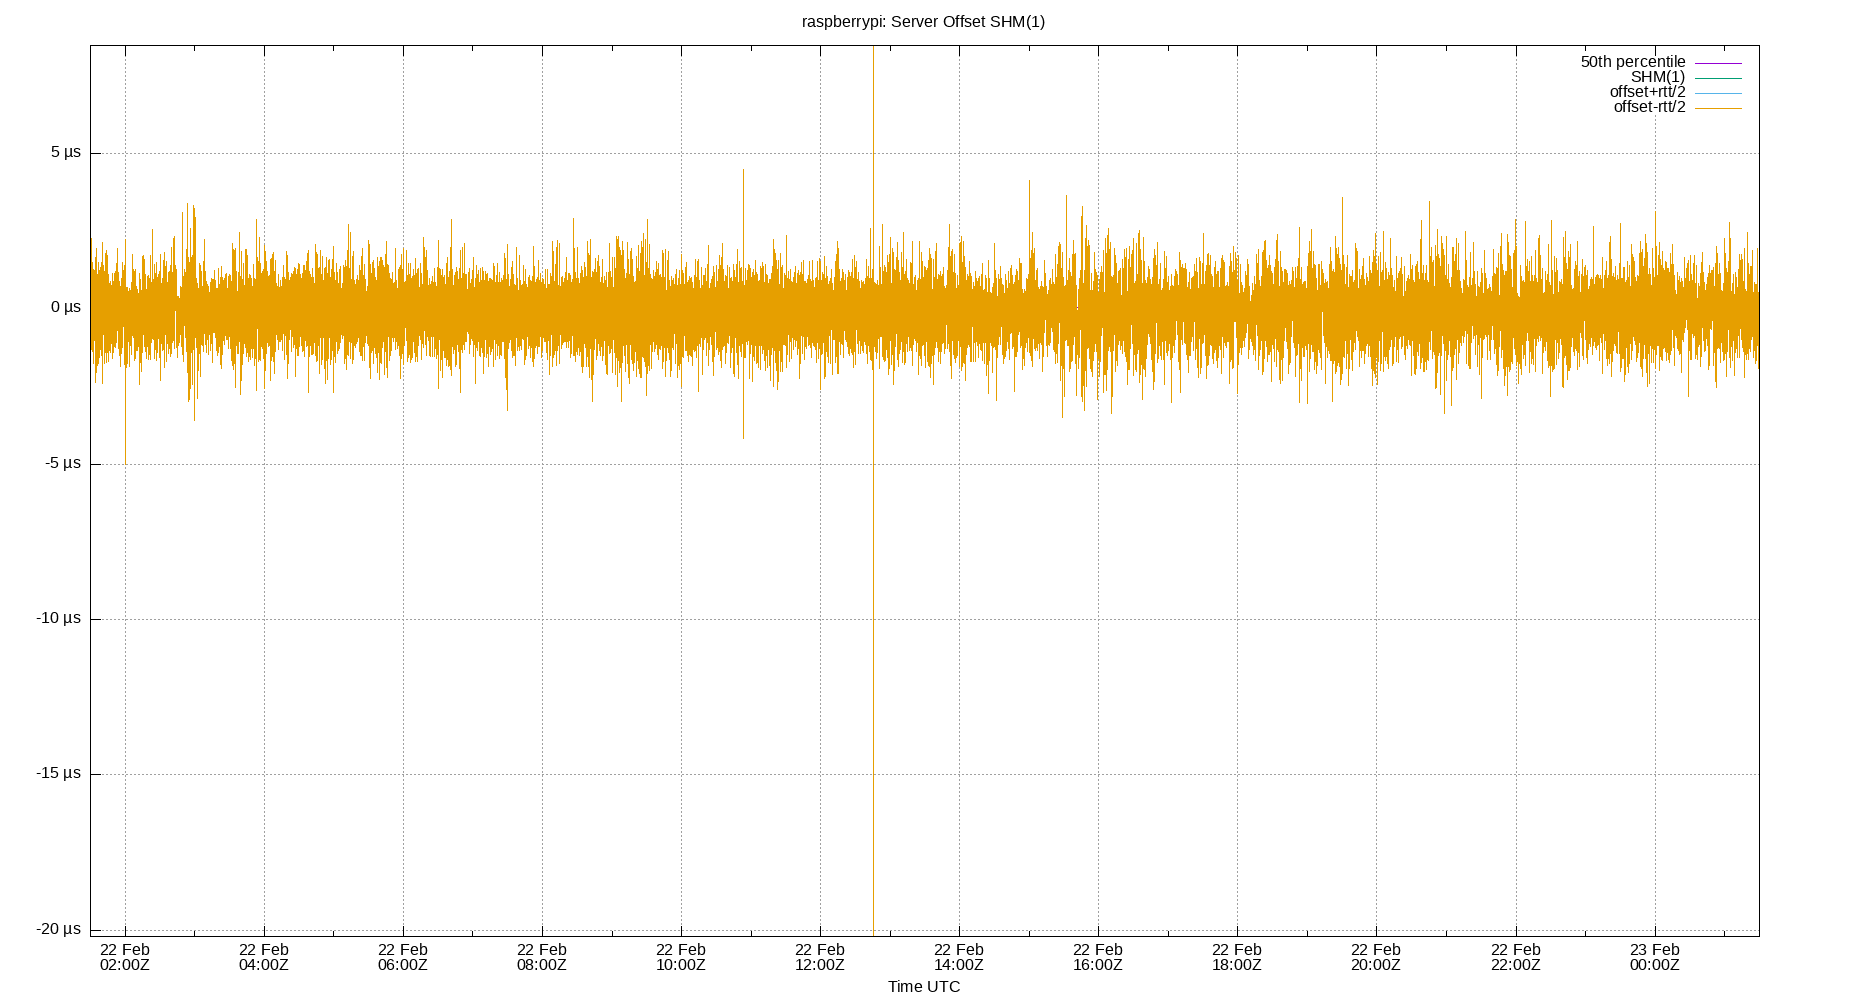 raspberrypi: Server Offset SHM(1)
50th percentile
SHM(1)
offset+rtt/2
offset-rtt/2
5 µs
0 µs
-5 µs
-10 µs
-15 µs
-20 µs
22 Feb 22 Feb 22 Feb 22 Feb 22 Feb 22 Feb 22 Feb 22 Feb 22 Feb 22 Feb 22 Feb 23 Feb
02:00Z 04:00Z 06:00Z 08:00Z 10:00Z 12:00Z 14:00Z 16:00Z 18:00Z 20:00Z 22:00Z 00:00Z
Time UTC